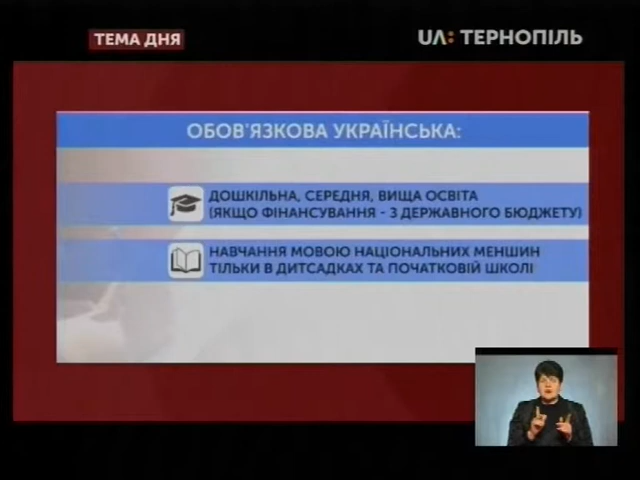 ТЕМА ДНЯ
UA: ТЕРНОПІЛЬ
ОБОВ'ЯЗКОВА УКРАЇНСЬКА:
ДОШКІЛЬНА, СЕРЕДНЯ, ВИЩА ОСВІТА
(ЯКЩО ФІНАНСУВАННЯ - З ДЕРЖАВНОГО БЮДЖЕТУ)
НАВЧАННЯ МОВОЮ НАЦІОНАЛЬНИХ МЕНШИН
ТІЛЬКИ В ДИТСАДКАХ ТА ПОЧАТКОВІЙ ШКОЛІ